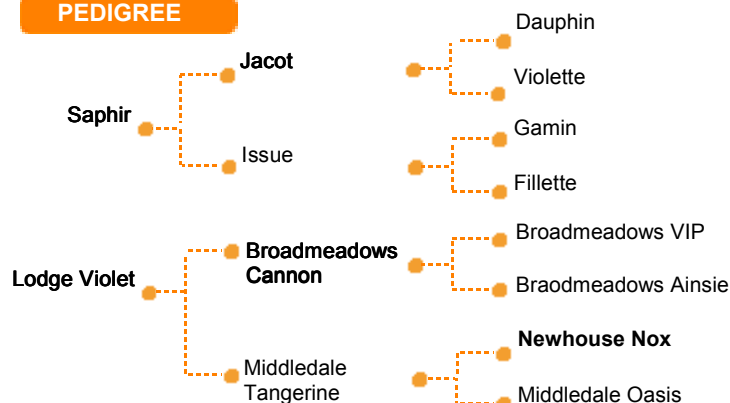 PEDIGREE
Dauphin
Jacot
Violette
Saphir
Gamin
Issue
Fillette
Broadmeadows VIP
Broadmeadows
Cannon
Lodge Violet
Braodmeadows Ainsie
Newhouse Nox
Middledale
Tangerine
Middledale Oasis